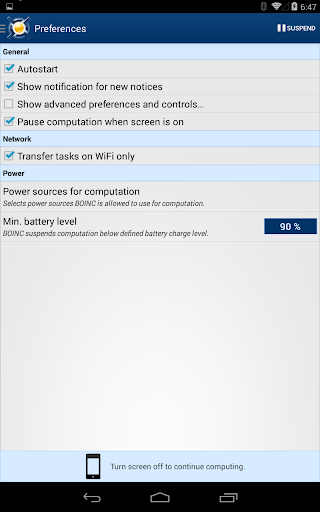 6:47
Preferences
SUSPEND
General
Autostart
Show notification for new notices
Show advanced preferences and controls...
Pause computation when screen is on
Network
Transfer tasks on WiFi only
Power
Power sources for computation
Selects power sources BOINC is allowed to use for computation.
Min. battery level
90 %
BOINC suspends computation below defined battery charge level.
Turn screen off to continue computing.